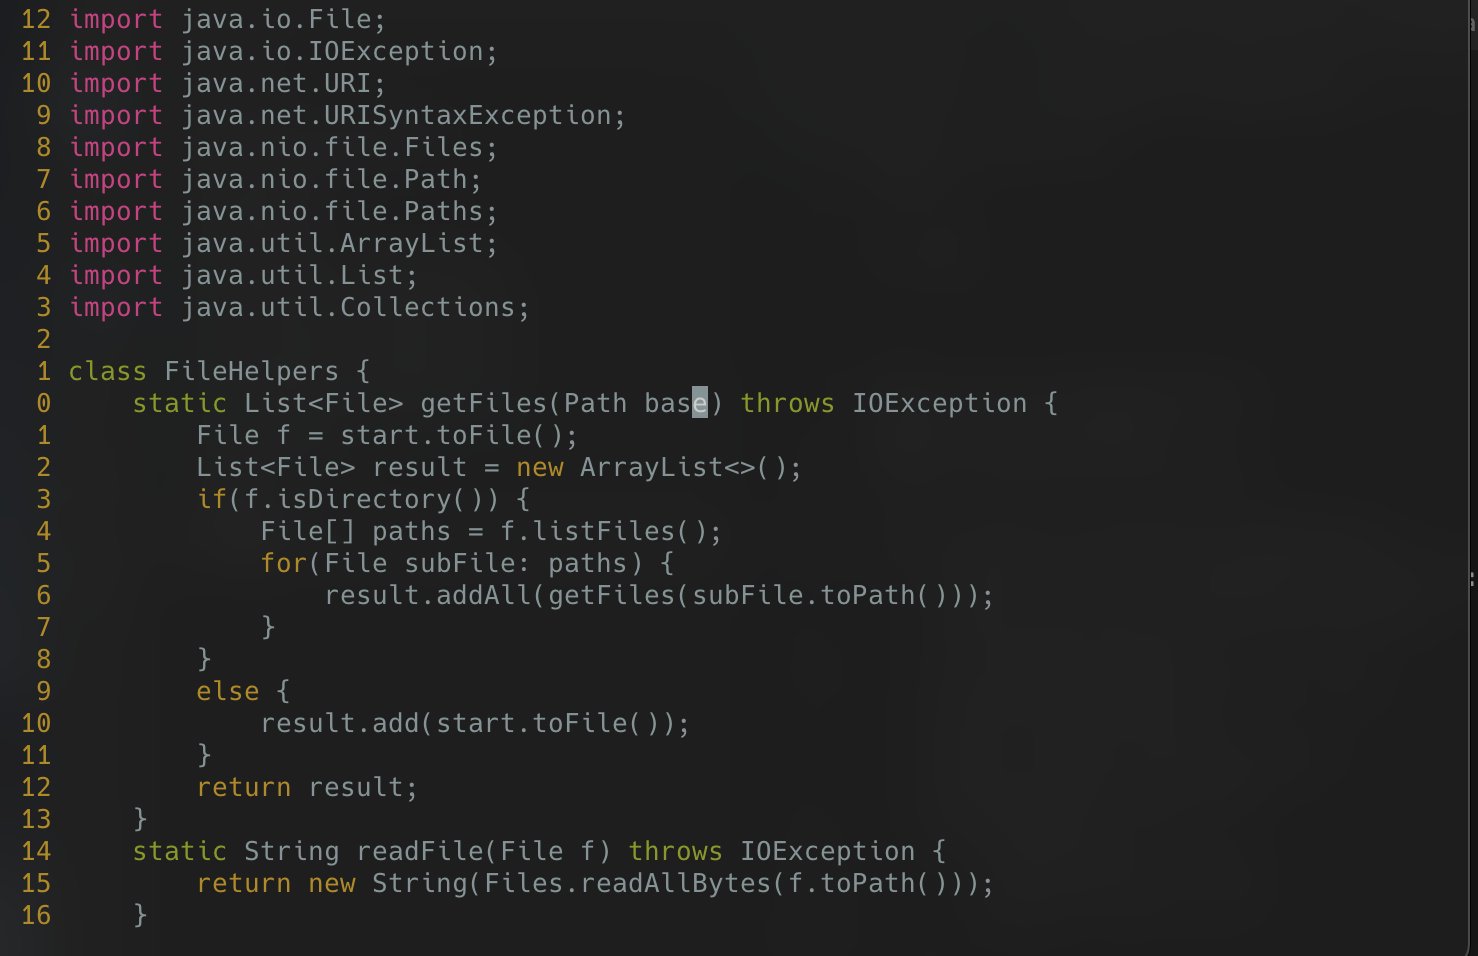 12 import java.io.File;
11 import java.io.IOException;
10 import java.net.URI;
9 import java.net.URISyntaxException;
8 import java.nio.file.Files;
7 import java.nio.file.Path;
6 import java.nio.file.Paths;
5 import java.util.ArrayList;
4 import java.util.List;
3 import java.util.Collections;
2
1 class FileHelpers {
0     static List<File> getFiles(Path base) throws IOException {
1         File f = start.toFile();
2         List<File> result = new ArrayList<>();
3         if(f.isDirectory()) {
4             File[] paths = f.listFiles();
5             for(File subFile: paths) {
6                 result.addAll(getFiles(subFile.toPath()));
7             }
8         }
9         else {
10             result.add(start.toFile());
11         }
12         return result;
13     }
14     static String readFile(File f) throws IOException {
15         return new String(Files.readAllBytes(f.toPath()));
16     }